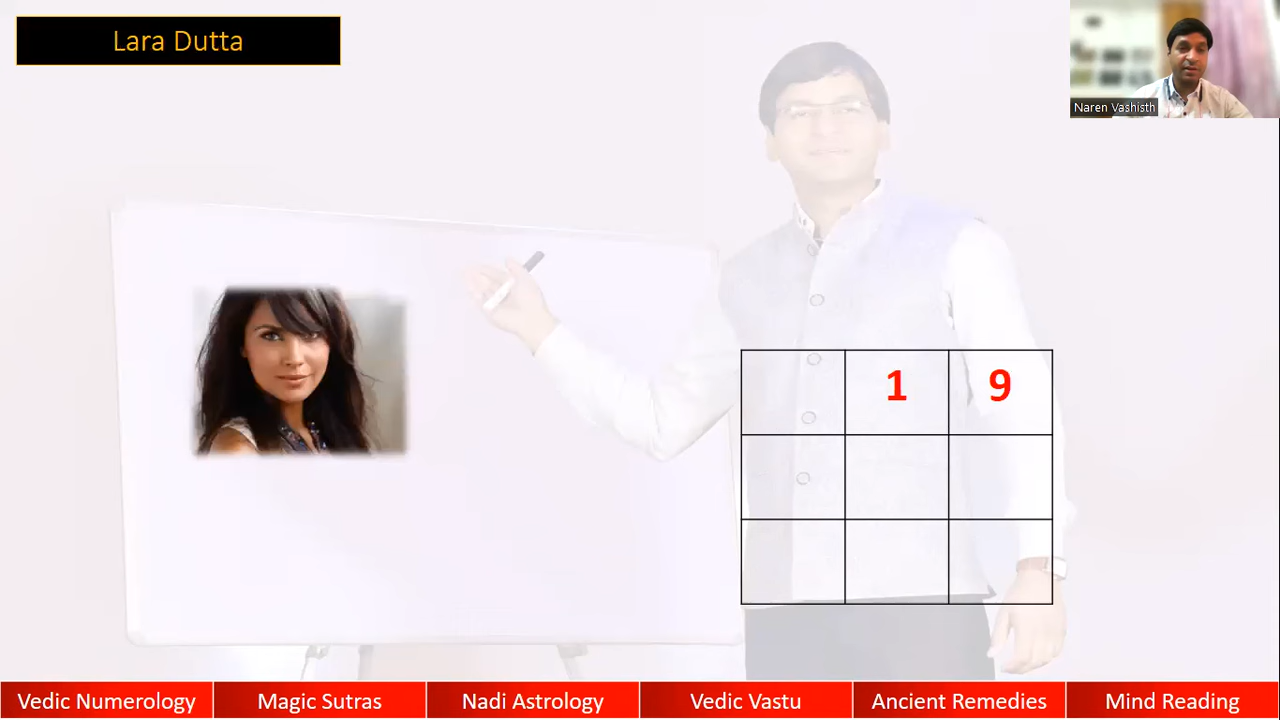 Lara Dutta
Naren Vashisth
1 9
Vedic Numerology Magic Sutras Nadi Astrology Vedic Vastu Ancient Remedies Mind Reading